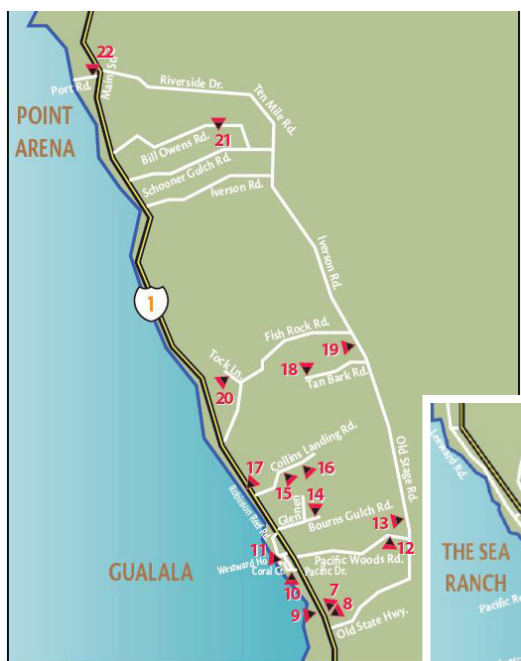 22
Port Rd.
Main St.
Riverside Dr.
Ten Mile Rd.
POINT
ARENA
21
Bill Owens Rd.
Schooner Gulch Rd.
Iverson Rd.
Iverson Rd.
1
Fish Rock Rd.
19
18
Tan Bark Rd.
Tock Ln.
20
Old Stage Rd.
Collins Landing Rd.
17
16
15
14
Robinson Reef Rd.
Glennen
Bourns Gulch Rd.
13
12
11
Westward Ho
Coral Ct.
Pacific Woods Rd.
Pacific Dr.
GUALALA
10
9
7
8
Old State Hwy.
Leeward Rd.
THE SEA
RANCH
Pacific Re